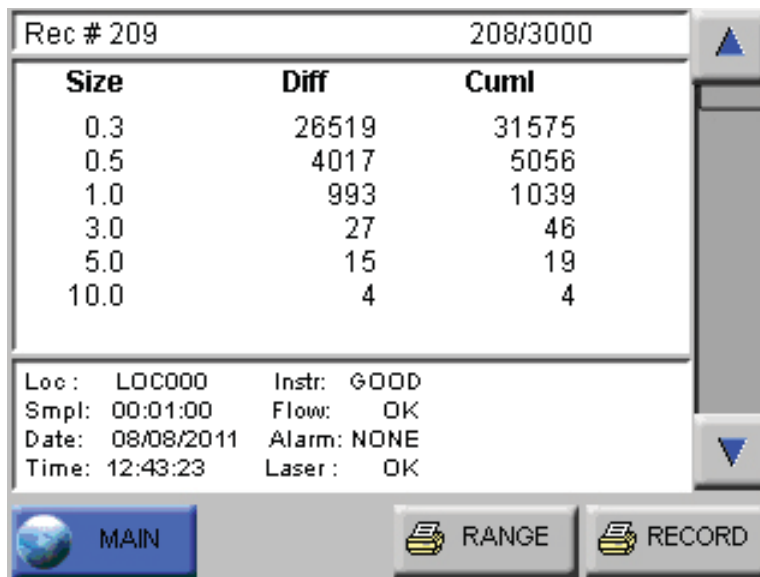 Rec # 209 208/3000
Size Diff Cuml
0.3 26519 31575
0.5 4017 5056
1.0 993 1039
3.0 27 46
5.0 15 19
10.0 4 4
Loc : LOC000 Instr: GOOD
Smpl: 00:01:00 Flow: OK
Date: 08/08/2011 Alarm: NONE
Time: 12:43:23 Laser : OK
MAIN RANGE RECORD